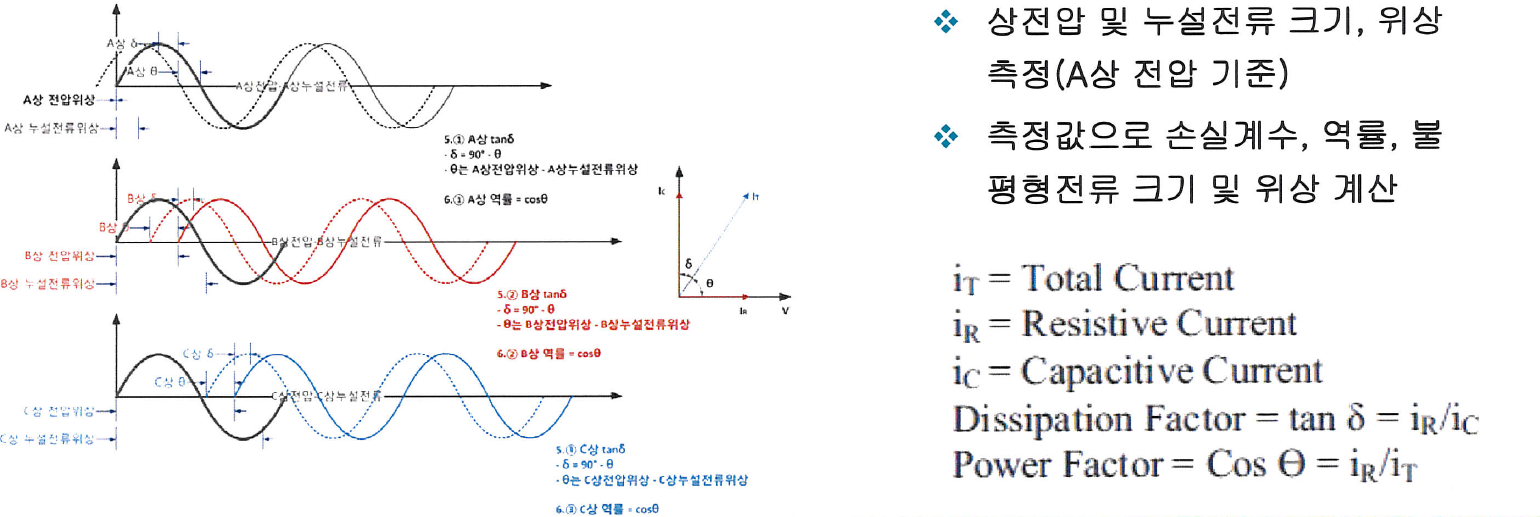 A상 δ
A상 θ
A상전압 A상누설전류
A상 전압위상
A상 누설전류위상
5.① A상 tanδ
- δ = 90° - θ
- θ는 A상전압위상 - A상누설전류위상
6.① A상 역률 = cosθ
B상 δ
B상 θ
B상전압 B상누설전류
B상 전압위상
B상 누설전류위상
5.② B상 tanδ
- δ = 90° - θ
- θ는 B상전압위상 - B상누설전류위상
6.② B상 역률 = cosθ
C상 δ
C상 θ
C상전압 C상누설전류
C상 전압위상
C상 누설전류위상
5.③ C상 tanδ
- δ = 90° - θ
- θ는 C상전압위상 - C상누설전류위상
6.③ C상 역률 = cosθ
Ic
IT
δ
θ
IR
V
❖ 상전압 및 누설전류 크기, 위상
측정(A상 전압 기준)
❖ 측정값으로 손실계수, 역률, 불
평형전류 크기 및 위상 계산
iT = Total Current
iR = Resistive Current
iC = Capacitive Current
Dissipation Factor = tan δ = iR/iC
Power Factor = Cos Θ = iR/iT